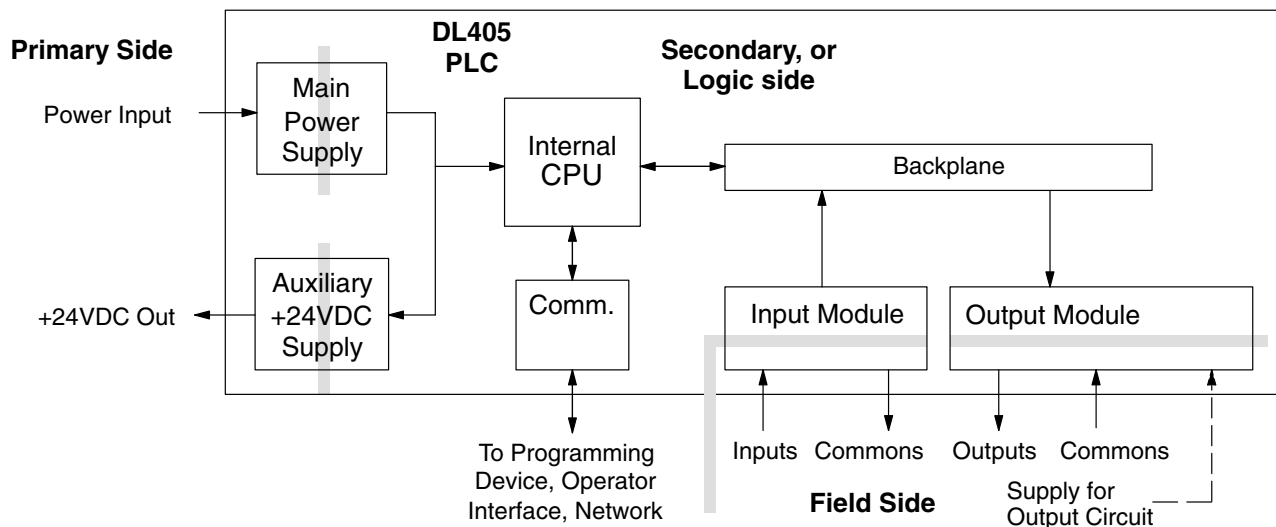 Primary Side
DL405
PLC
Secondary, or
Logic side
Power Input
Main
Power
Supply
Internal
CPU
Backplane
+24VDC Out
Auxiliary
+24VDC
Supply
Comm.
Input Module
Output Module
To Programming
Device, Operator
Interface, Network
Inputs
Commons
Outputs
Commons
Field Side
Supply for
Output Circuit